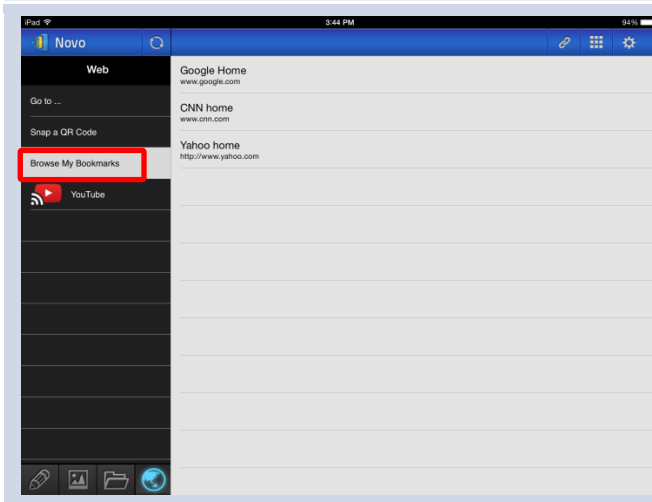 iPad 3:44 PM 94%
Novo
Web
Go to ...
Snap a QR Code
Browse My Bookmarks
YouTube
Google Home
www.google.com
CNN home
www.cnn.com
Yahoo home
http://www.yahoo.com